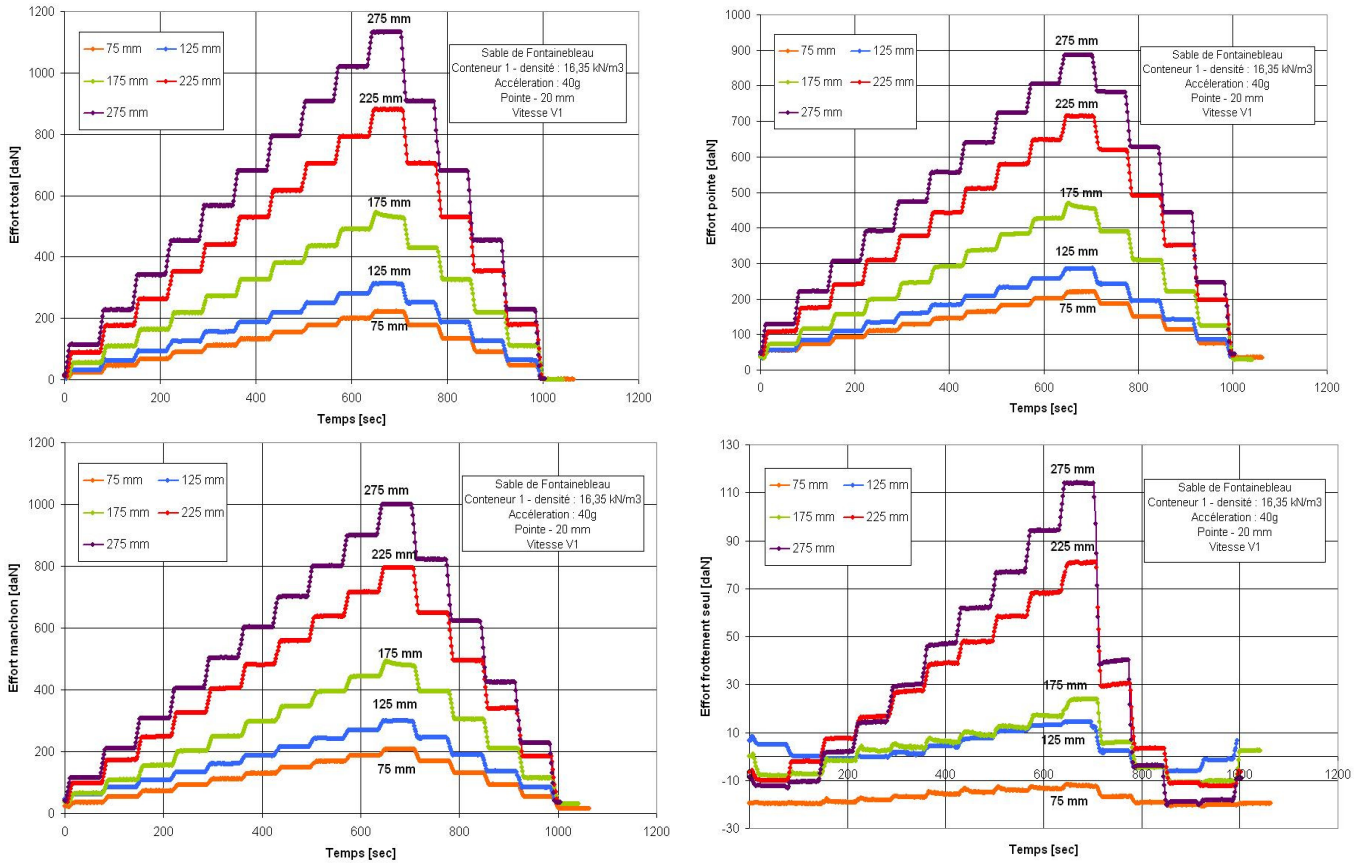 1200
1000
800
600
400
200
0
Effort total [daN]
75 mm 125 mm
175 mm 225 mm
275 mm
275 mm
225 mm
175 mm
125 mm
75 mm
Sable de Fontainebleau
Conteneur 1 - densité : 16,35 kN/m3
Accéleration : 40g
Pointe - 20 mm
Vitesse V1
0 200 400 600 800 1000 1200
Temps [sec]
1000
900
800
700
600
500
400
300
200
100
0
Effort pointe [daN]
75 mm 125 mm
175 mm 225 mm
275 mm
275 mm
225 mm
175 mm
125 mm
75 mm
Sable de Fontainebleau
Conteneur 1 - densité : 16,35 kN/m3
Accéleration : 40g
Pointe - 20 mm
Vitesse V1
0 200 400 600 800 1000 1200
Temps [sec]
1200
1000
800
600
400
200
0
Effort manchon [daN]
75 mm 125 mm
175 mm 225 mm
275 mm
275 mm
225 mm
175 mm
125 mm
75 mm
Sable de Fontainebleau
Conteneur 1 - densité : 16,35 kN/m3
Accéleration : 40g
Pointe - 20 mm
Vitesse V1
0 200 400 600 800 1000 1200
Temps [sec]
130
110
90
70
50
30
10
-10
-30
Effort frottement seul [daN]
75 mm 125 mm
175 mm 225 mm
275 mm
275 mm
225 mm
175 mm
125 mm
75 mm
Sable de Fontainebleau
Conteneur 1 - densité : 16,35 kN/m3
Accéleration : 40g
Pointe - 20 mm
Vitesse V1
200 400 600 800 1000 1200
Temps [sec]